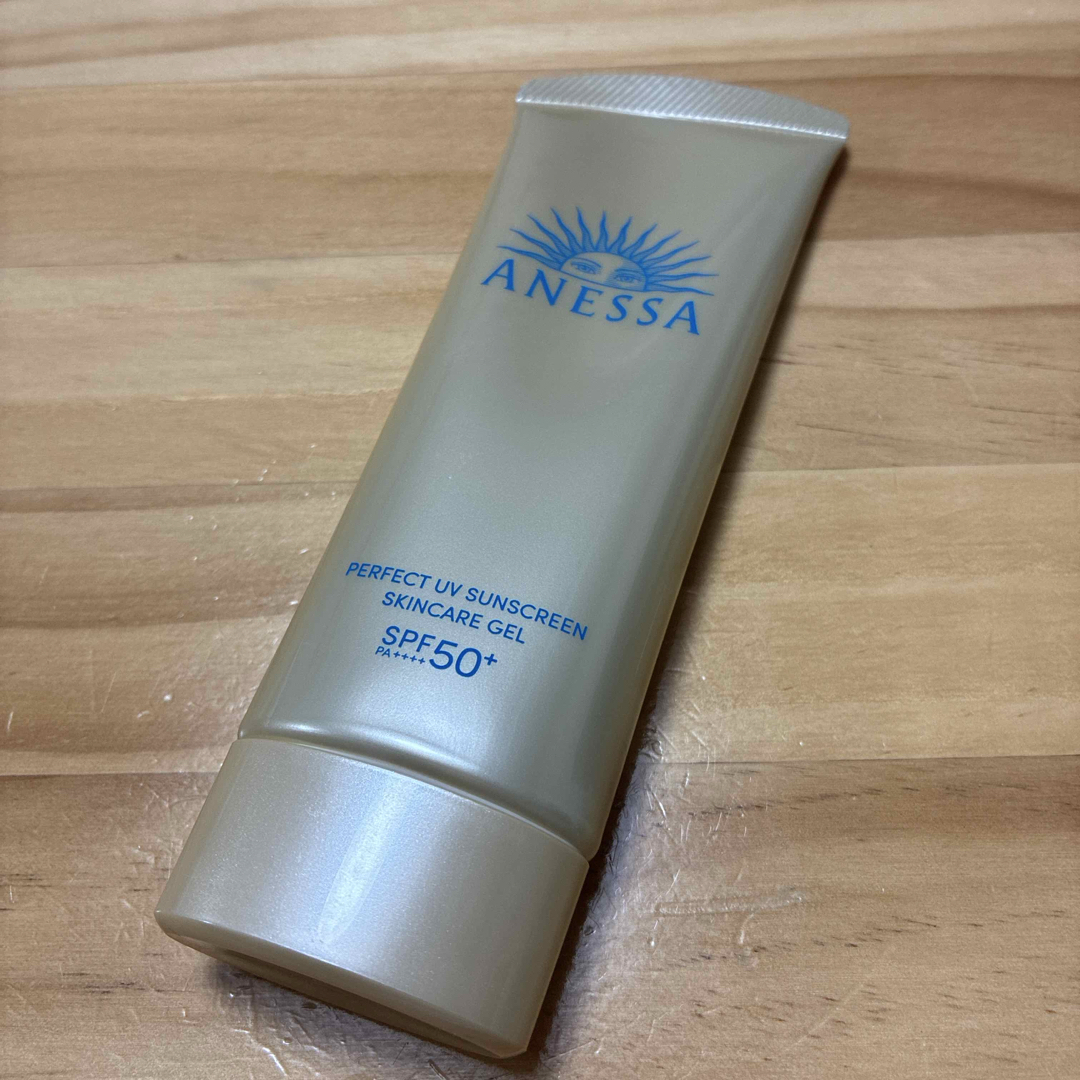 ANESSA
PERFECT UV SUNSCREEN
SKINCARE GEL
SPF50+
PA++++